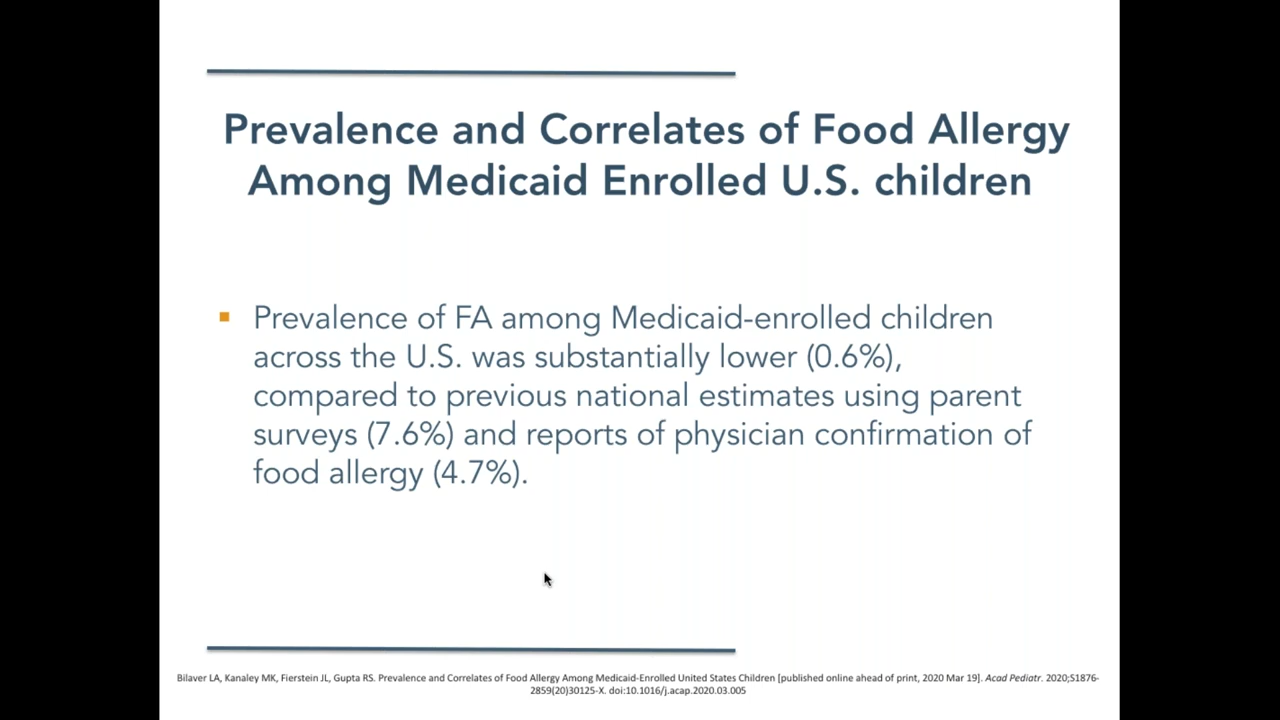 Prevalence and Correlates of Food Allergy
Among Medicaid Enrolled U.S. children
Prevalence of FA among Medicaid-enrolled children
across the U.S. was substantially lower (0.6%),
compared to previous national estimates using parent
surveys (7.6%) and reports of physician confirmation of
food allergy (4.7%).
Bilaver LA, Kanaley MK, Fierstein JL, Gupta RS. Prevalence and Correlates of Food Allergy Among Medicaid-Enrolled United States Children [published online ahead of print, 2020 Mar 19]. Acad Pediatr. 2020;S1876-
2859(20)30125-X. doi:10.1016/j.acap.2020.03.005